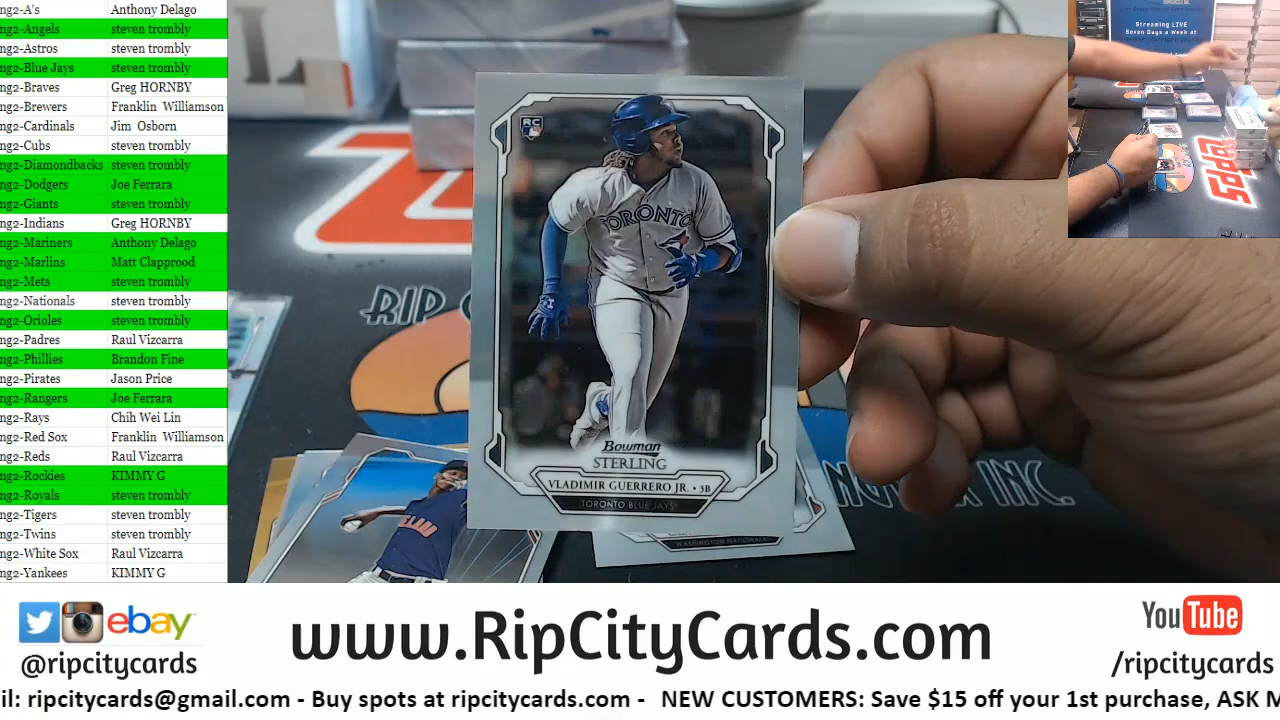 ng2-A's Anthony Delago
ng2-Angels steven trombly
ng2-Astros steven trombly
ng2-Blue Jays steven trombly
ng2-Braves Greg HORNBY
ng2-Brewers Franklin Williamson
ng2-Cardinals Jim Osborn
ng2-Cubs steven trombly
ng2-Diamondbacks steven trombly
ng2-Dodgers Joe Ferrara
ng2-Giants steven trombly
ng2-Indians Greg HORNBY
ng2-Mariners Anthony Delago
ng2-Marlins Matt Clapprood
ng2-Mets steven trombly
ng2-Nationals steven trombly
ng2-Orioles steven trombly
ng2-Padres Raul Vizcarra
ng2-Phillies Brandon Fine
ng2-Pirates Jason Price
ng2-Rangers Joe Ferrara
ng2-Rays Chih Wei Lin
ng2-Red Sox Franklin Williamson
ng2-Reds Raul Vizcarra
ng2-Rockies KIMMY G
ng2-Royals steven trombly
ng2-Tigers steven trombly
ng2-Twins steven trombly
ng2-White Sox Raul Vizcarra
ng2-Yankees KIMMY G
RC
TORONTO
Bowman
STERLING
VLADIMIR GUERRERO JR. • 3B
TORONTO BLUE JAYS
WASHINGTON NATIONALS
RIP
INC.
Streaming LIVE
Seven Days a Week at
topps
ebay
@ripcitycards
www.RipCityCards.com
YouTube
/ripcitycards
il: ripcitycards@gmail.com - Buy spots at ripcitycards.com - NEW CUSTOMERS: Save $15 off your 1st purchase, ASK M